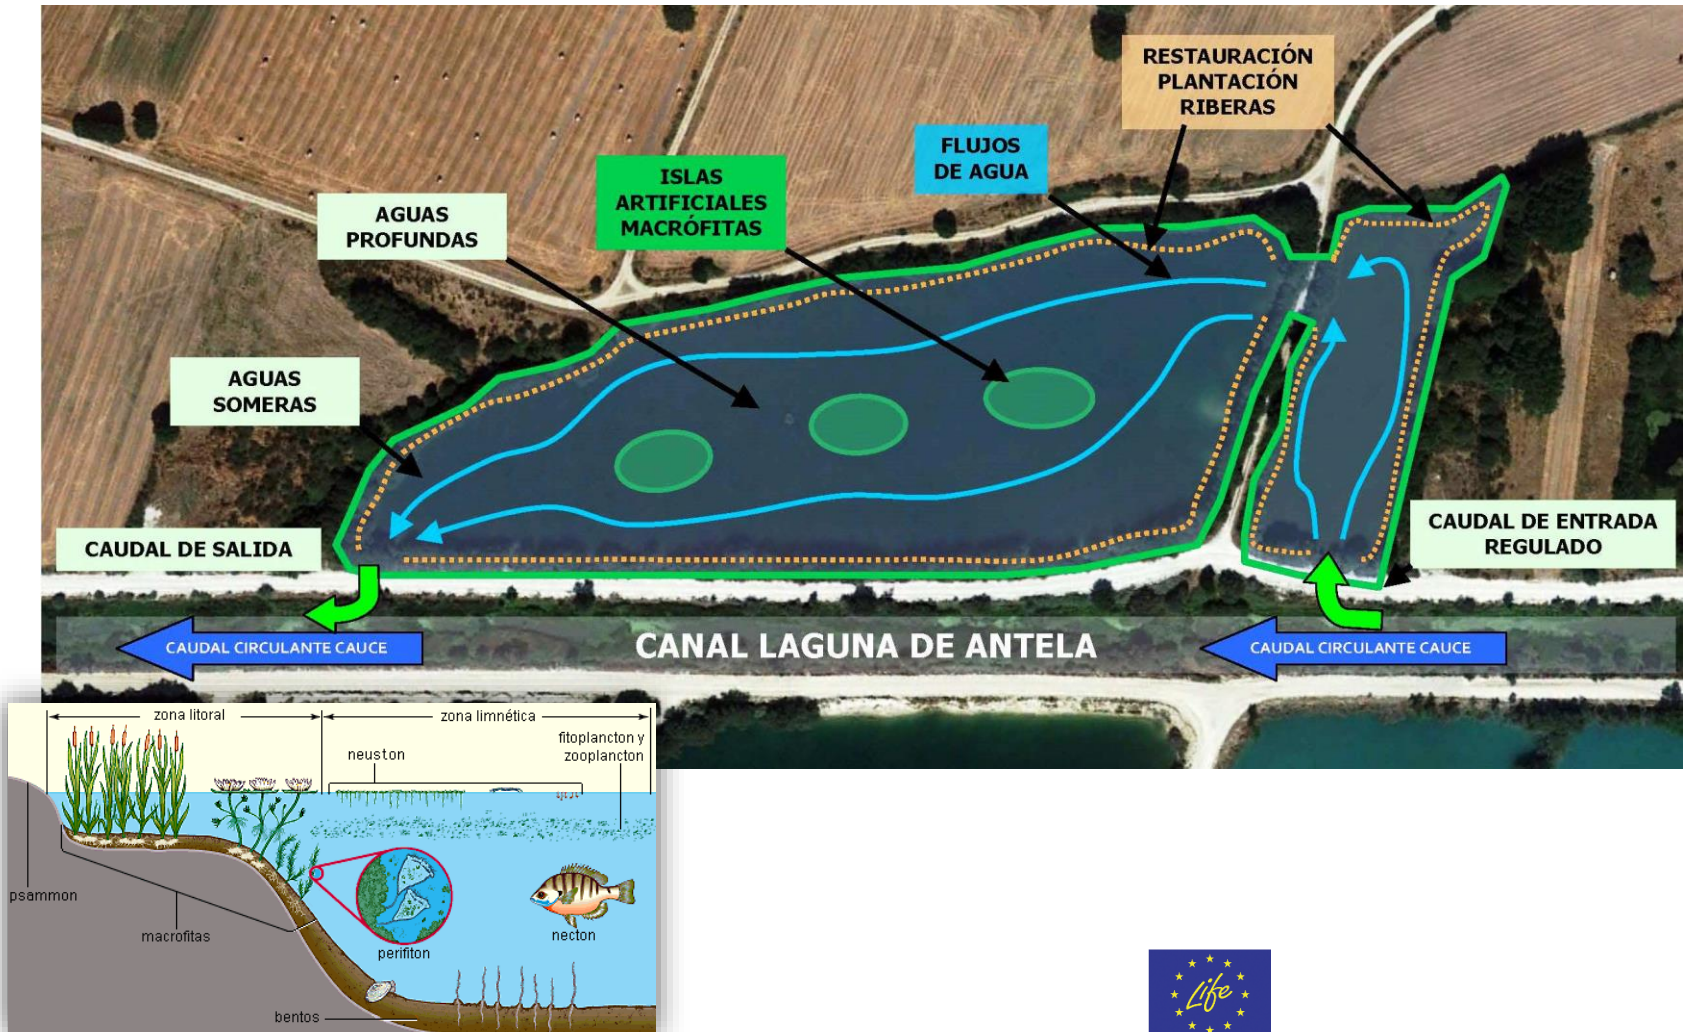 RESTAURACIÓN
PLANTACIÓN
RIBERAS
FLUJOS
DE AGUA
ISLAS
ARTIFICIALES
MACRÓFITAS
AGUAS
PROFUNDAS
AGUAS
SOMERAS
CAUDAL DE SALIDA
CAUDAL DE ENTRADA
REGULADO
CAUDAL CIRCULANTE CAUCE
CANAL LAGUNA DE ANTELA
CAUDAL CIRCULANTE CAUCE
zona litoral
zona limnética
fitoplancton y
zooplancton
neuston
psammon
macrofitas
perifiton
necton
bentos
Life